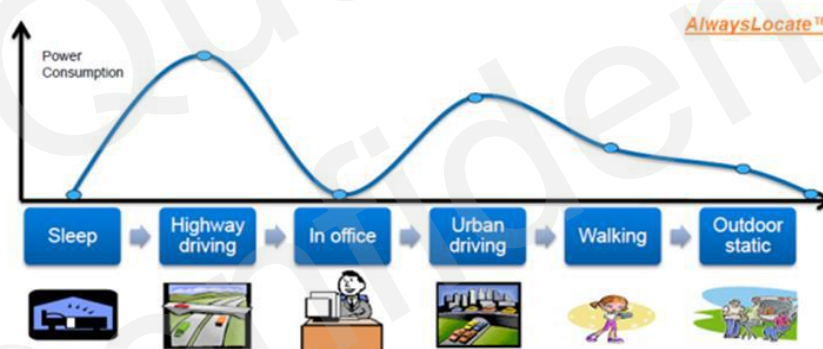 AlwaysLocate™
Power
Consumption
Sleep
Highway
driving
In office
Urban
driving
Walking
Outdoor
static